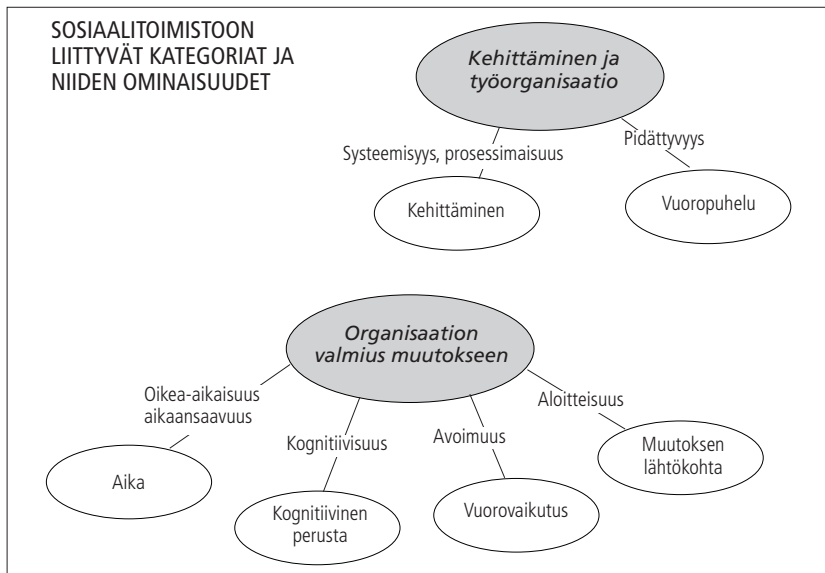 SOSIAALITOIMISTOON
LIITTYVÄT KATEGORIAT JA
NIIDEN OMINAISUUDET
Kehittäminen ja
työorganisaatio
Systeemisyys, prosessimaisuus
Pidättyvyys
Kehittäminen
Vuoropuhelu
Organisaation
valmius muutokseen
Oikea-aikaisuus
aikaansaavuus
Kognitiivisuus
Avoimuus
Aloitteisuus
Aika
Kognitiivinen
perusta
Vuorovaikutus
Muutoksen
lähtökohta